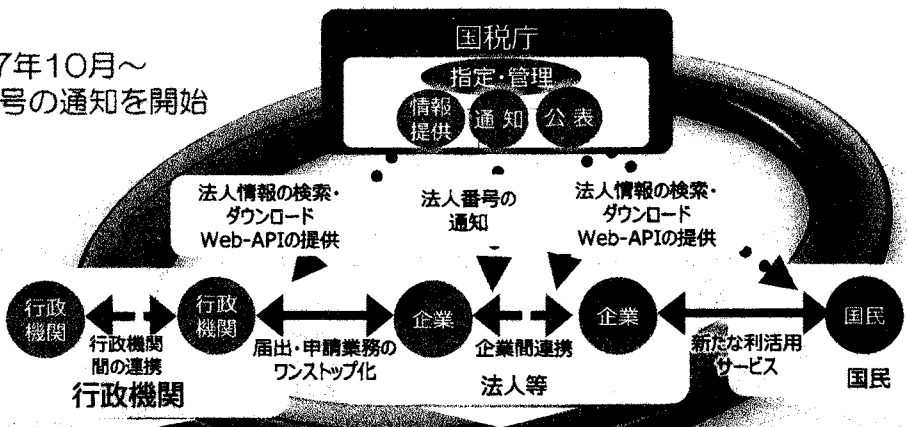 国税庁
7年10月～
号の通知を開始
指定・管理
情報
提供
通知
公表
法人情報の検索・
ダウンロード
Web-APIの提供
法人番号の
通知
法人情報の検索・
ダウンロード
Web-APIの提供
行政
機関
行政
機関
企業
企業
国民
行政機関
間の連携
届出・申請業務の
ワンストップ化
企業間連携
新たな利活用
サービス
行政機関
法人等
国民